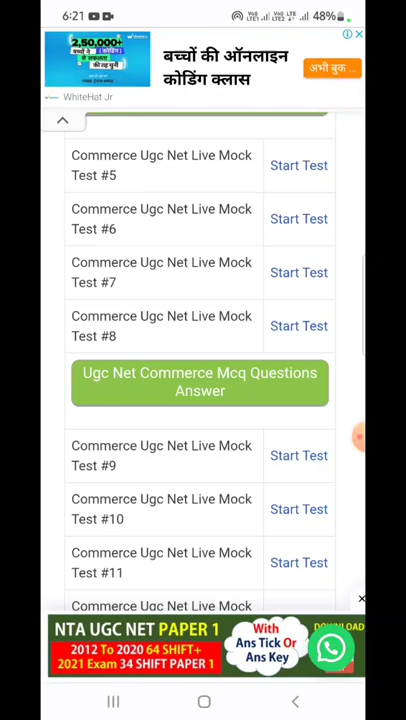 6:21
48%
2,50,000+
बच्चों की ऑनलाइन
कोडिंग क्लास
अभी बुक ...
WhiteHat Jr
Commerce Ugc Net Live Mock
Test #5
Start Test
Commerce Ugc Net Live Mock
Test #6
Start Test
Commerce Ugc Net Live Mock
Test #7
Start Test
Commerce Ugc Net Live Mock
Test #8
Start Test
Ugc Net Commerce Mcq Questions
Answer
Commerce Ugc Net Live Mock
Test #9
Start Test
Commerce Ugc Net Live Mock
Test #10
Start Test
Commerce Ugc Net Live Mock
Test #11
Start Test
Commerce Ugc Net Live Mock
NTA UGC NET PAPER 1
2012 To 2020 64 SHIFT+
2021 Exam 34 SHIFT PAPER 1
With
Ans Tick Or
Ans Key
DOWNLOAD